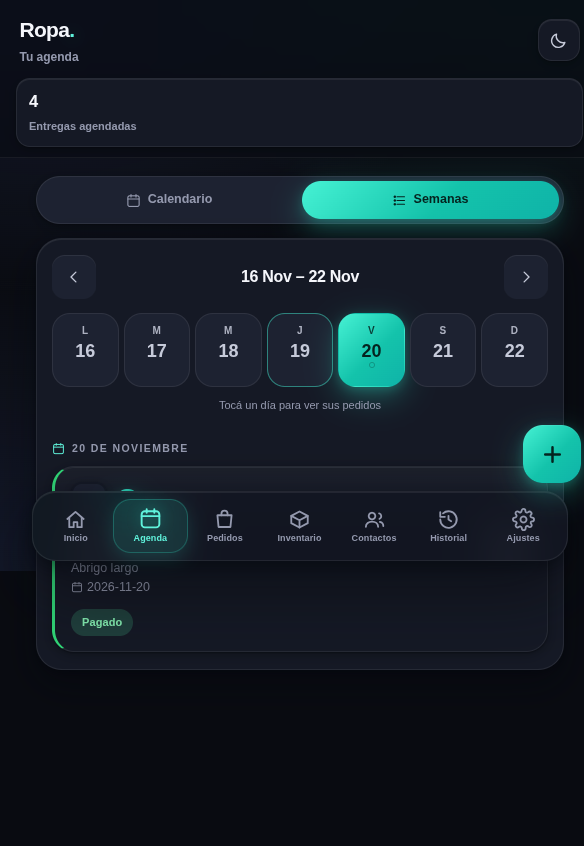 Ropa.
Tu agenda
4
Entregas agendadas
Calendario
Semanas
16 Nov – 22 Nov
L M M J V S D
16 17 18 19 20 21 22
Tocá un día para ver sus pedidos
20 DE NOVIEMBRE
Inicio Agenda Pedidos Inventario Contactos Historial Ajustes
Abrigo largo
2026-11-20
Pagado